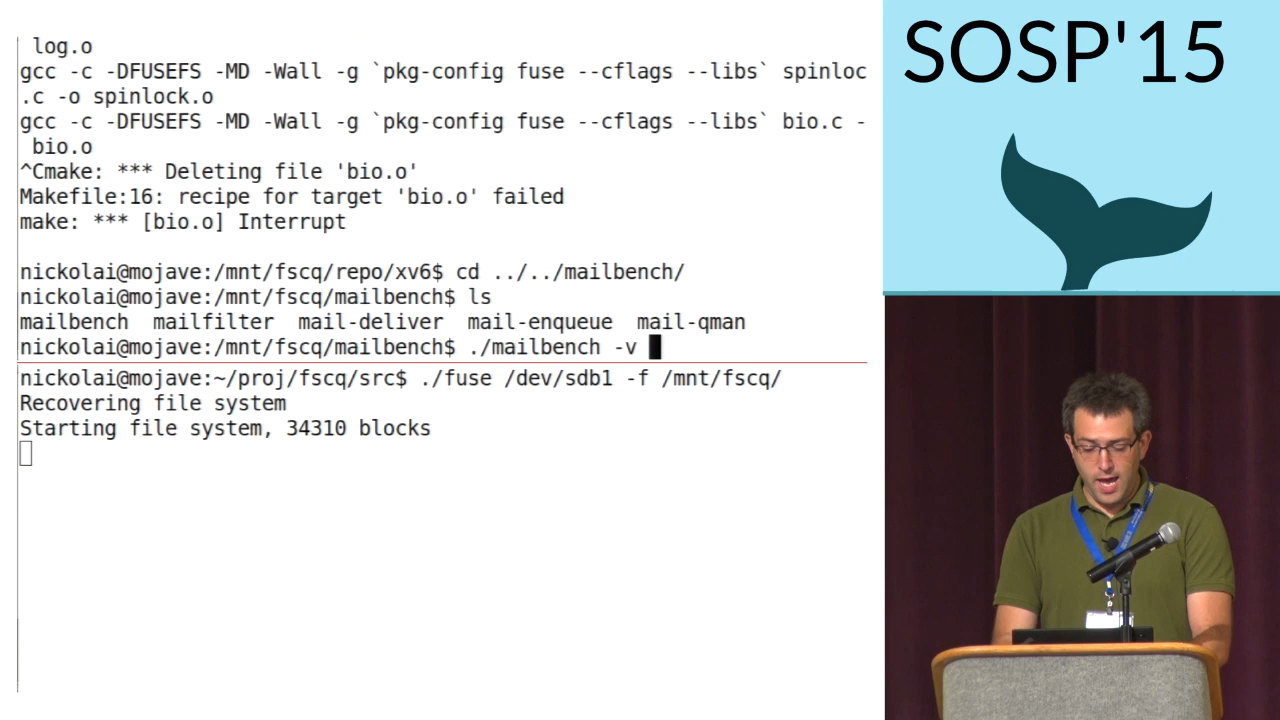 log.o
gcc -c -DFUSEFS -MD -Wall -g `pkg-config fuse --cflags --libs` spinloc
.c -o spinlock.o
gcc -c -DFUSEFS -MD -Wall -g `pkg-config fuse --cflags --libs` bio.c -
bio.o
^Cmake: *** Deleting file 'bio.o'
Makefile:16: recipe for target 'bio.o' failed
make: *** [bio.o] Interrupt
nickolai@mojave:/mnt/fscq/repo/xv6$ cd ../../mailbench/
nickolai@mojave:/mnt/fscq/mailbench$ ls
mailbench  mailfilter  mail-deliver  mail-enqueue  mail-qman
nickolai@mojave:/mnt/fscq/mailbench$ ./mailbench -v
nickolai@mojave:~/proj/fscq/src$ ./fuse /dev/sdb1 -f /mnt/fscq/
Recovering file system
Starting file system, 34310 blocks
SOSP'15